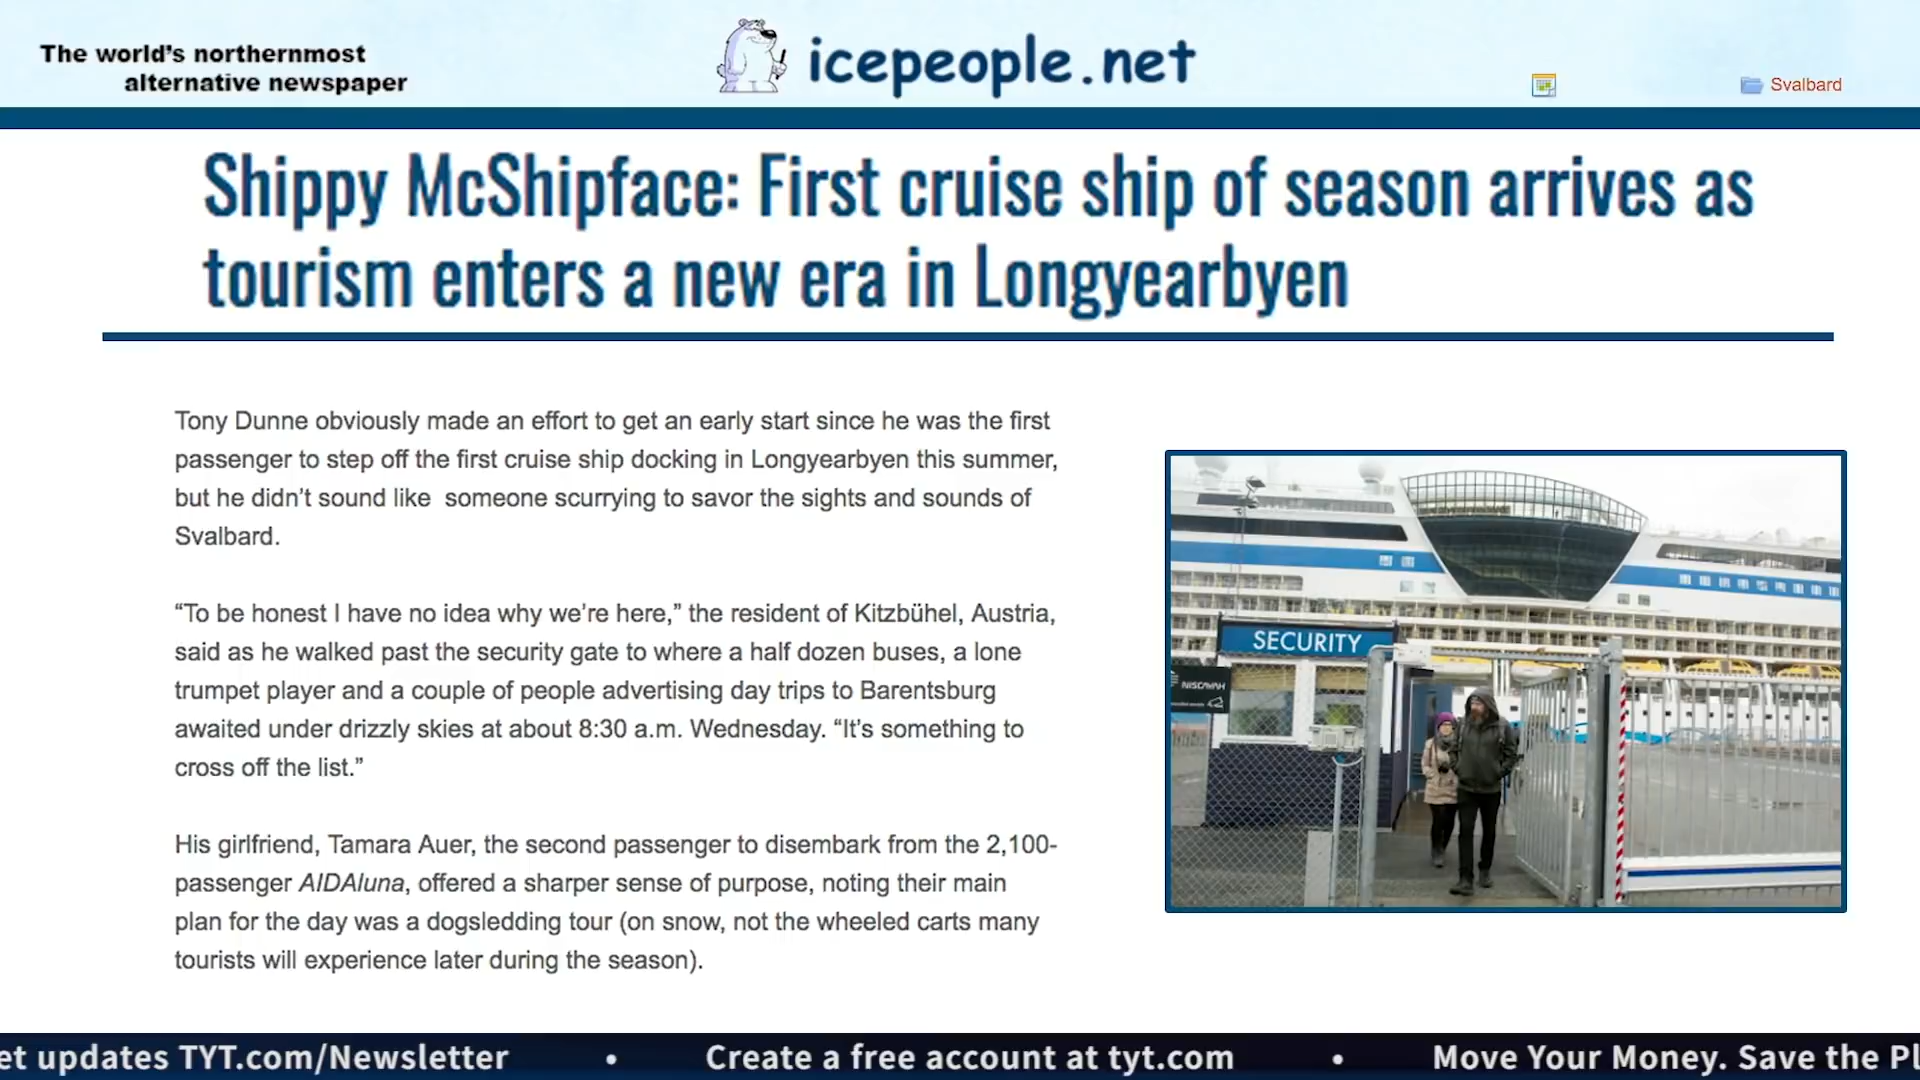 The world's northernmost
alternative newspaper
icepeople.net
Svalbard
Shippy McShipface: First cruise ship of season arrives as
tourism enters a new era in Longyearbyen
Tony Dunne obviously made an effort to get an early start since he was the first
passenger to step off the first cruise ship docking in Longyearbyen this summer,
but he didn’t sound like  someone scurrying to savor the sights and sounds of
Svalbard.
“To be honest I have no idea why we’re here,” the resident of Kitzbühel, Austria,
said as he walked past the security gate to where a half dozen buses, a lone
trumpet player and a couple of people advertising day trips to Barentsburg
awaited under drizzly skies at about 8:30 a.m. Wednesday. “It’s something to
cross off the list.”
His girlfriend, Tamara Auer, the second passenger to disembark from the 2,100-
passenger AIDAluna, offered a sharper sense of purpose, noting their main
plan for the day was a dogsledding tour (on snow, not the wheeled carts many
tourists will experience later during the season).
SECURITY
et updates TYT.com/Newsletter • Create a free account at tyt.com • Move Your Money. Save the Pl